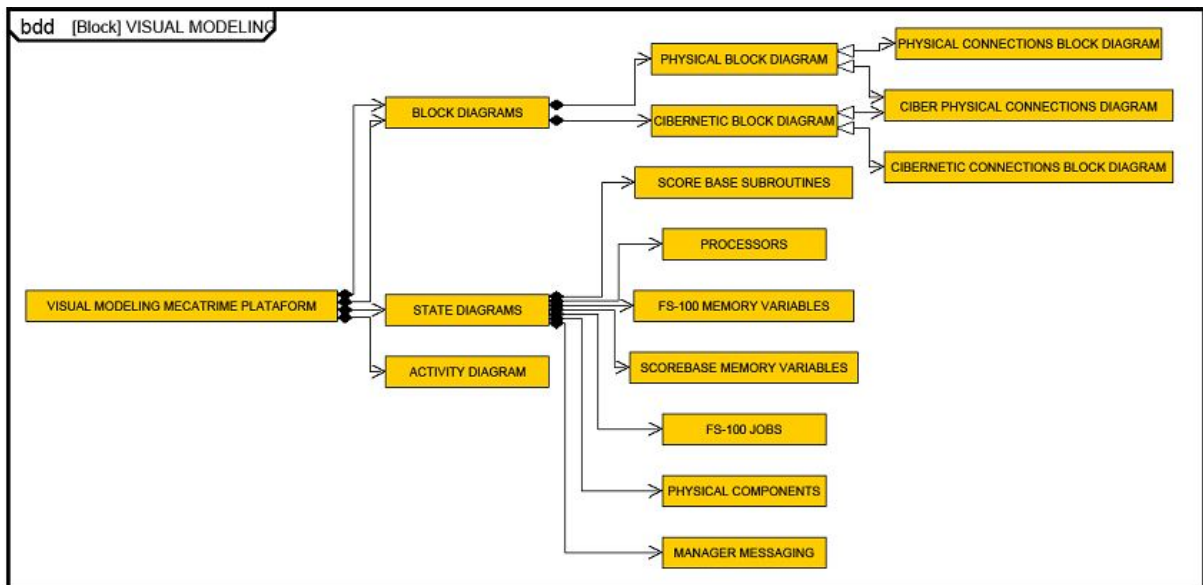 bdd [Block] VISUAL MODELING
PHYSICAL CONNECTIONS BLOCK DIAGRAM
PHYSICAL BLOCK DIAGRAM
BLOCK DIAGRAMS
CIBER PHYSICAL CONNECTIONS DIAGRAM
CIBERNETIC BLOCK DIAGRAM
CIBERNETIC CONNECTIONS BLOCK DIAGRAM
SCORE BASE SUBROUTINES
PROCESSORS
VISUAL MODELING MECATRIME PLATAFORM
STATE DIAGRAMS
FS-100 MEMORY VARIABLES
ACTIVITY DIAGRAM
SCOREBASE MEMORY VARIABLES
FS-100 JOBS
PHYSICAL COMPONENTS
MANAGER MESSAGING